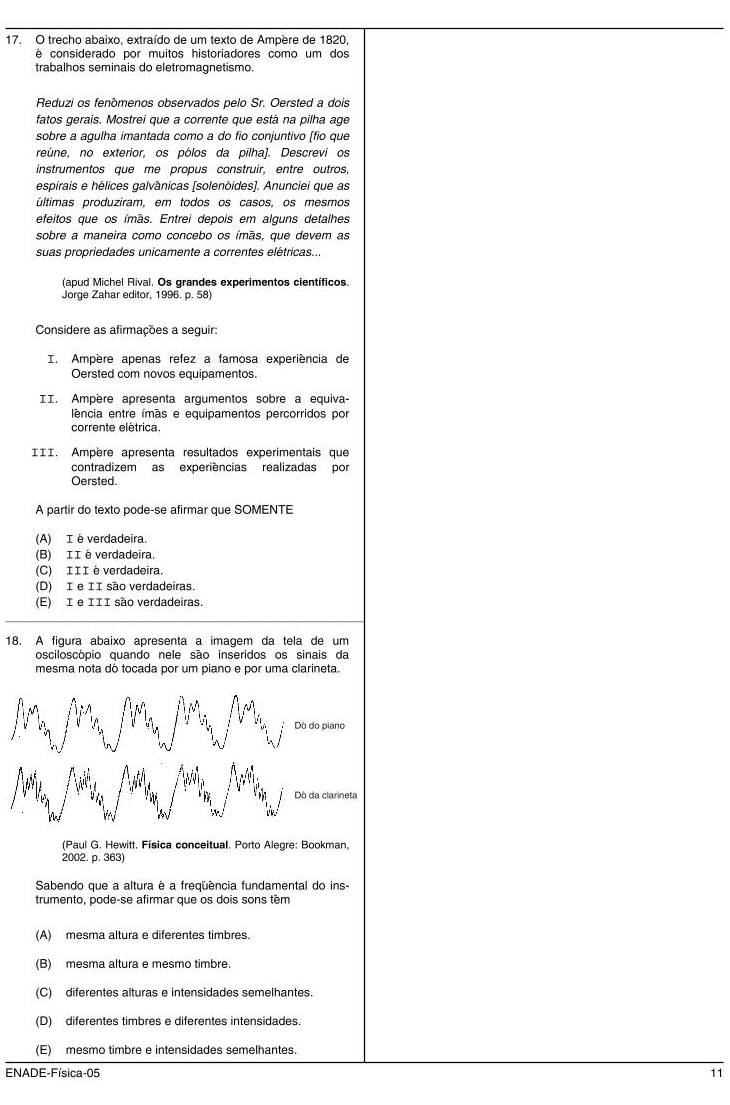 17. O trecho abaixo, extraído de um texto de Ampère de 1820,
é considerado por muitos historiadores como um dos
trabalhos seminais do eletromagnetismo.
Reduzi os fenômenos observados pelo Sr. Oersted a dois
fatos gerais. Mostrei que a corrente que está na pilha age
sobre a agulha imantada como a do fio conjuntivo [fio que
reúne, no exterior, os pólos da pilha]. Descrevi os
instrumentos que me propus construir, entre outros,
espirais e hélices galvânicas [solenóides]. Anunciei que as
últimas produziram, em todos os casos, os mesmos
efeitos que os ímãs. Entrei depois em alguns detalhes
sobre a maneira como concebo os ímãs, que devem as
suas propriedades unicamente a correntes elétricas...
(apud Michel Rival. Os grandes experimentos científicos.
Jorge Zahar editor, 1996. p. 58)
Considere as afirmações a seguir:
I. Ampère apenas refez a famosa experiência de
Oersted com novos equipamentos.
II. Ampère apresenta argumentos sobre a equiva-
lência entre ímãs e equipamentos percorridos por
corrente elétrica.
III. Ampère apresenta resultados experimentais que
contradizem as experiências realizadas por
Oersted.
A partir do texto pode-se afirmar que SOMENTE
(A) I é verdadeira.
(B) II é verdadeira.
(C) III é verdadeira.
(D) I e II são verdadeiras.
(E) I e III são verdadeiras.
18. A figura abaixo apresenta a imagem da tela de um
osciloscópio quando nele são inseridos os sinais da
mesma nota dó tocada por um piano e por uma clarineta.
Dó do piano
Dó da clarineta
(Paul G. Hewitt. Física conceitual. Porto Alegre: Bookman,
2002. p. 363)
Sabendo que a altura é a freqüência fundamental do ins-
trumento, pode-se afirmar que os dois sons têm
(A) mesma altura e diferentes timbres.
(B) mesma altura e mesmo timbre.
(C) diferentes alturas e intensidades semelhantes.
(D) diferentes timbres e diferentes intensidades.
(E) mesmo timbre e intensidades semelhantes.
ENADE-Física-05
11